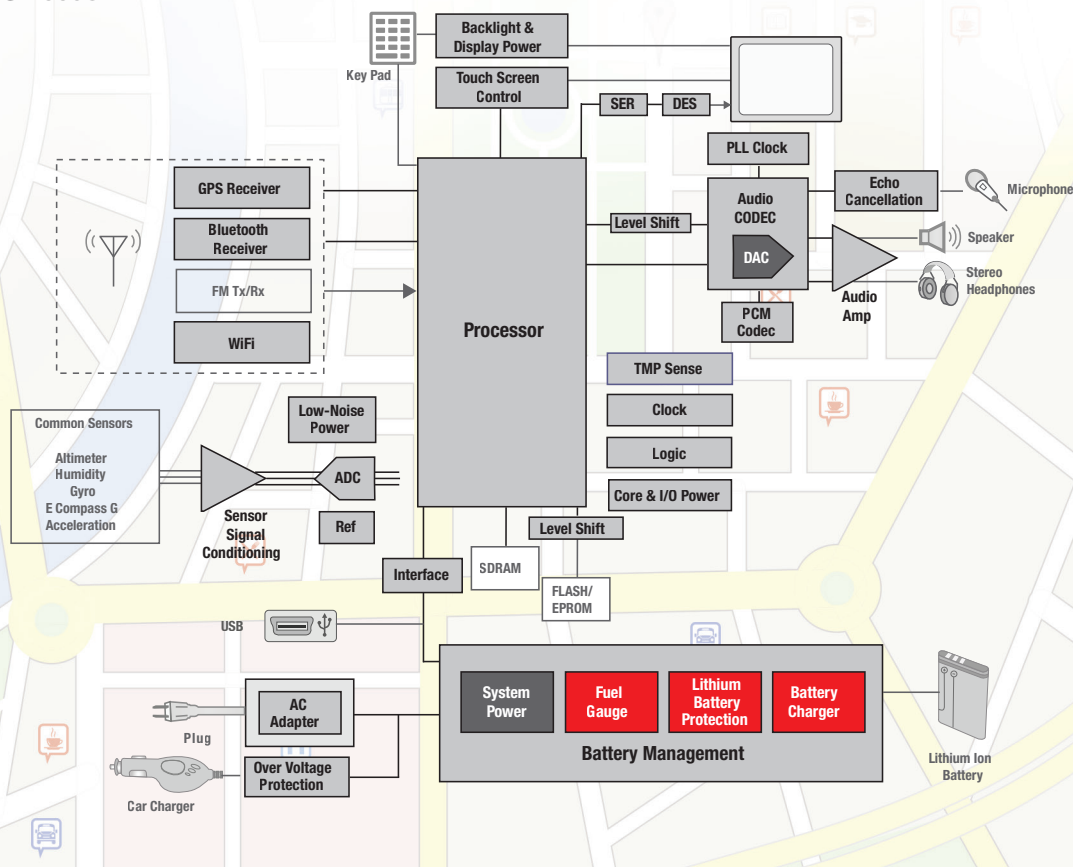 Backlight &
Display Power
Key Pad
Touch Screen
Control
SER
DES
PLL Clock
GPS Receiver
Bluetooth
Receiver
FM Tx/Rx
WiFi
Audio
CODEC
DAC
Echo
Cancellation
Microphone
Level Shift
Speaker
Stereo
Headphones
Audio
Amp
PCM
Codec
Processor
TMP Sense
Clock
Logic
Core & I/O Power
Common Sensors
Altimeter
Humidity
Gyro
E Compass G
Acceleration
Low-Noise
Power
ADC
Ref
Sensor
Signal
Conditioning
Level Shift
Interface
SDRAM
FLASH/
EPROM
USB
System
Power
Fuel
Gauge
Lithium
Battery
Protection
Battery
Charger
Battery Management
AC
Adapter
Plug
Over Voltage
Protection
Car Charger
Lithium Ion
Battery